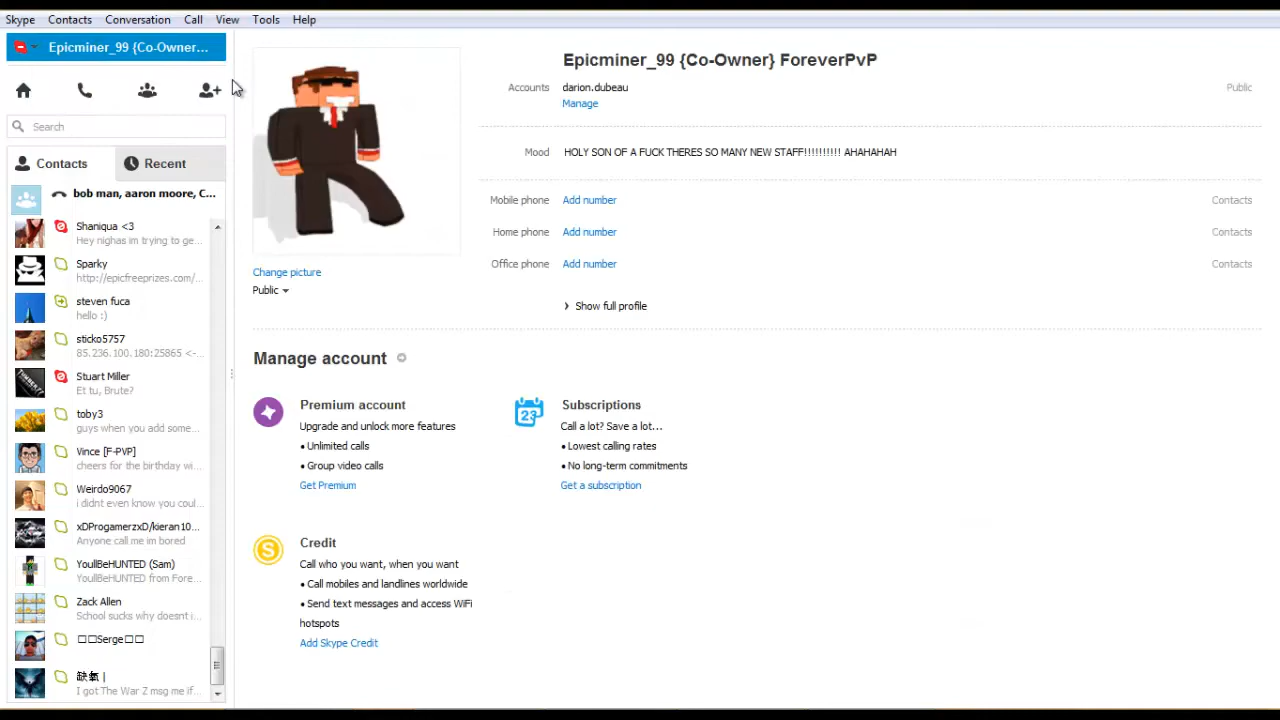 Skype Contacts Conversation Call View Tools Help
Epicminer_99 {Co-Owner...
Search
Contacts Recent
bob man, aaron moore, C...
Shaniqua <3
Hey nighas im trying to ge...
Sparky
http://epicfreeprizes.com/...
steven fuca
hello :)
sticko5757
85.236.100.180:25865 <-...
Stuart Miller
Et tu, Brute?
toby3
guys when you add some...
Vince [F-PVP]
cheers for the birthday wi...
Weirdo9067
i didnt even know you coul...
xDProgamerzxD/kieran10...
Anyone call me im bored
YoullBeHUNTED (Sam)
YoullBeHUNTED from Fore...
Zack Allen
School sucks why doesnt i...
□□Serge□□
缺氧 |
I got The War Z msg me if...
Epicminer_99 {Co-Owner} ForeverPvP
Accounts darion.dubeau Public
Manage
Mood HOLY SON OF A FUCK THERES SO MANY NEW STAFF!!!!!!!!!! AHAHAHAH
Mobile phone Add number Contacts
Home phone Add number Contacts
Office phone Add number Contacts
Show full profile
Change picture
Public
Manage account
Premium account
Upgrade and unlock more features
• Unlimited calls
• Group video calls
Get Premium
23
Subscriptions
Call a lot? Save a lot...
• Lowest calling rates
• No long-term commitments
Get a subscription
S
Credit
Call who you want, when you want
• Call mobiles and landlines worldwide
• Send text messages and access WiFi
hotspots
Add Skype Credit